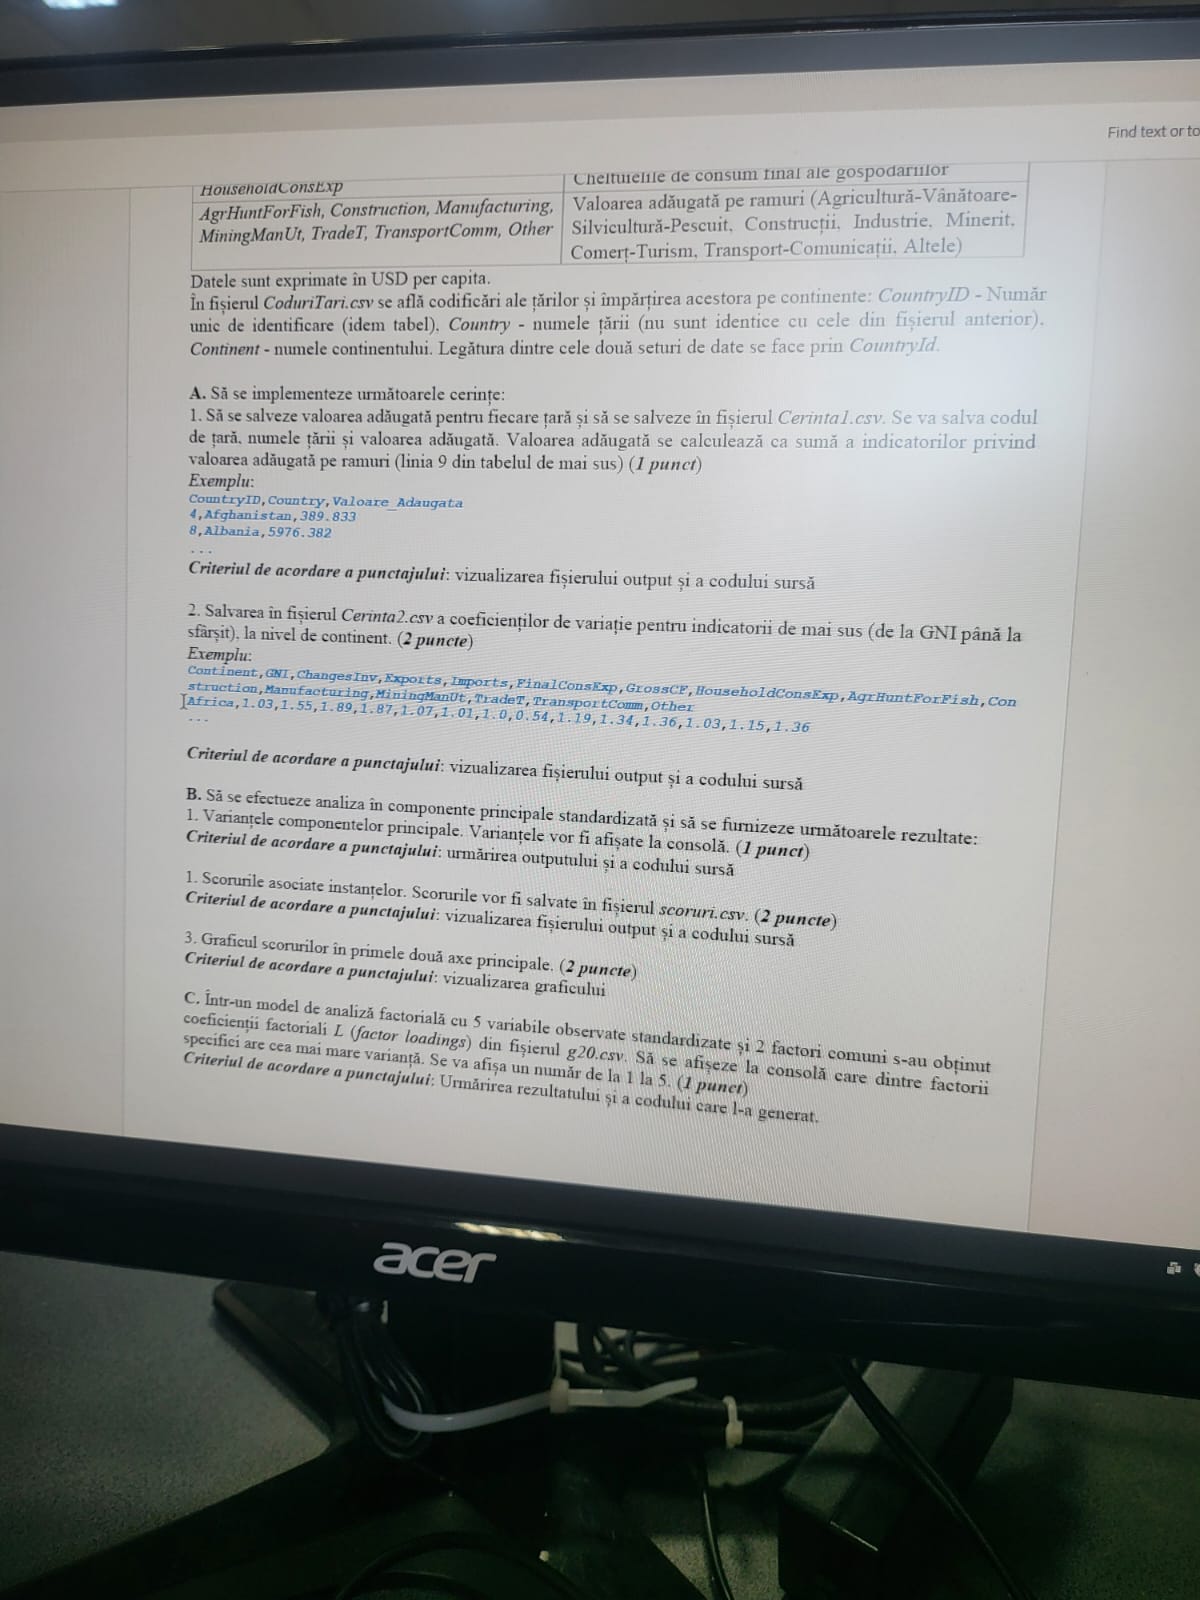 Find text or to
HouseholdConsExp
Cheltuielile de consum final ale gospodăriilor
AgrHuntForFish, Construction, Manufacturing,
MiningManUt, TradeT, TransportComm, Other
Valoarea adăugată pe ramuri (Agricultură-Vânătoare-
Silvicultură-Pescuit, Construcții, Industrie, Minerit,
Comerț-Turism, Transport-Comunicații, Altele)
Datele sunt exprimate în USD per capita.
În fișierul CoduriTari.csv se află codificări ale țărilor și împărțirea acestora pe continente: CountryID - Număr
unic de identificare (idem tabel), Country - numele țării (nu sunt identice cu cele din fișierul anterior),
Continent - numele continentului. Legătura dintre cele două seturi de date se face prin CountryId.
A. Să se implementeze următoarele cerințe:
1. Să se salveze valoarea adăugată pentru fiecare țară și să se salveze în fișierul Cerinta1.csv. Se va salva codul
de țară, numele țării și valoarea adăugată. Valoarea adăugată se calculează ca sumă a indicatorilor privind
valoarea adăugată pe ramuri (linia 9 din tabelul de mai sus) (1 punct)
Exemplu:
CountryID,Country,Valoare_Adaugata
4,Afghanistan,389.833
8,Albania,5976.382
...
Criteriul de acordare a punctajului: vizualizarea fișierului output și a codului sursă
2. Salvarea în fișierul Cerinta2.csv a coeficienților de variație pentru indicatorii de mai sus (de la GNI până la
sfârșit), la nivel de continent. (2 puncte)
Exemplu:
Continent,GNI,ChangesInv,Exports,Imports,FinalConsExp,GrossCF,HouseholdConsExp,AgrHuntForFish,Con
struction,Manufacturing,MiningManUt,TradeT,TransportComm,Other
Africa,1.03,1.55,1.89,1.87,1.07,1.01,1.0,0.54,1.19,1.34,1.36,1.03,1.15,1.36
...
Criteriul de acordare a punctajului: vizualizarea fișierului output și a codului sursă
B. Să se efectueze analiza în componente principale standardizată și să se furnizeze următoarele rezultate:
1. Varianțele componentelor principale. Varianțele vor fi afișate la consolă. (1 punct)
Criteriul de acordare a punctajului: urmărirea outputului și a codului sursă
1. Scorurile asociate instanțelor. Scorurile vor fi salvate în fișierul scoruri.csv. (2 puncte)
Criteriul de acordare a punctajului: vizualizarea fișierului output și a codului sursă
3. Graficul scorurilor în primele două axe principale. (2 puncte)
Criteriul de acordare a punctajului: vizualizarea graficului
C. Într-un model de analiză factorială cu 5 variabile observate standardizate și 2 factori comuni s-au obținut
coeficienții factoriali L (factor loadings) din fișierul g20.csv. Să se afișeze la consolă care dintre factorii
specifici are cea mai mare varianță. Se va afișa un număr de la 1 la 5. (1 punct)
Criteriul de acordare a punctajului: Urmărirea rezultatului și a codului care l-a generat.
acer